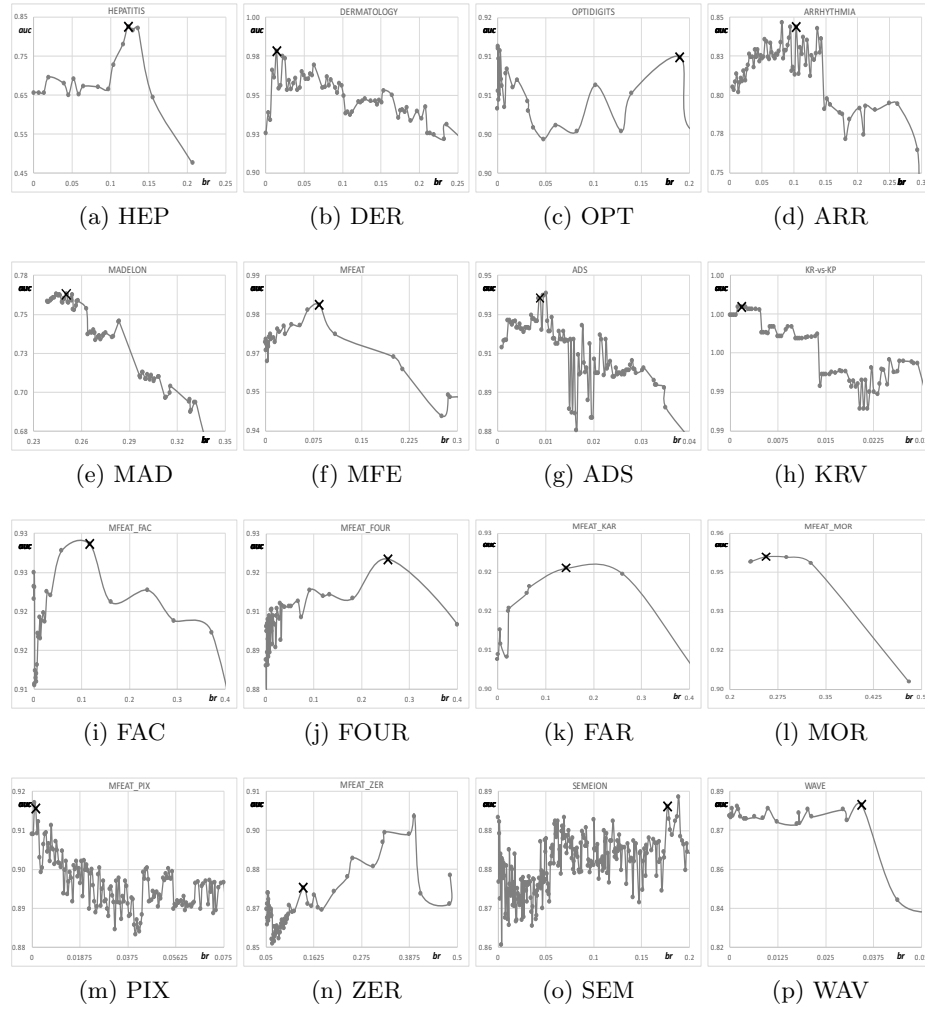 HEPATITIS DERMATOLOGY OPTIDIGITS ARRHYTHMIA
0.85 1.00 0.92 0.85
auc auc auc auc
0.75 0.98 0.91 0.83
0.65 0.95 0.91 0.80
0.55 0.93 0.90 0.78
0.45 0.90 0.90 0.75
0 0.05 0.1 0.15 0.2 br 0.25 0 0.05 0.1 0.15 0.2 br 0.25 0 0.05 0.1 0.15 br 0.2 0 0.05 0.1 0.15 0.2 0.25 br 0.3
(a) HEP (b) DER (c) OPT (d) ARR
MADELON MFEAT ADS KR-vs-KP
0.78 0.99 0.95 1.00
auc auc auc auc
0.75 0.98 0.93 1.00
0.73 0.97 0.91 1.00
0.70 0.95 0.89 0.99
0.68 0.94 0.88 0.99
0.23 0.26 0.29 0.32 br 0.35 0 0.075 0.15 0.225 br 0.3 0 0.01 0.02 0.03 br 0.04 0 0.0075 0.015 0.0225 br 0.03
(e) MAD (f) MFE (g) ADS (h) KRV
MFEAT_FAC MFEAT_FOUR MFEAT_KAR MFEAT_MOR
0.93 0.93 0.93 0.96
auc auc auc auc
0.93 0.92 0.92 0.95
0.92 0.91 0.92 0.93
0.92 0.89 0.91 0.92
0.91 0.88 0.90 0.90
0 0.1 0.2 0.3 br 0.4 0 0.1 0.2 0.3 br 0.4 0 0.1 0.2 0.3 br 0.4 0.2 0.275 0.35 0.425 br 0.5
(i) FAC (j) FOUR (k) FAR (l) MOR
MFEAT_PIX MFEAT_ZER SEMEION WAVE
0.92 0.90 0.89 0.89
auc auc auc auc
0.91 0.90 0.88 0.87
0.90 0.88 0.88 0.86
0.89 0.87 0.87 0.84
0.88 0.85 0.86 0.82
0 0.01875 0.0375 0.05625 br 0.075 0.05 0.1625 0.275 0.3875 br 0.5 0 0.05 0.1 0.15 br 0.2 0 0.0125 0.025 0.0375 br
(m) PIX (n) ZER (o) SEM (p) WAV